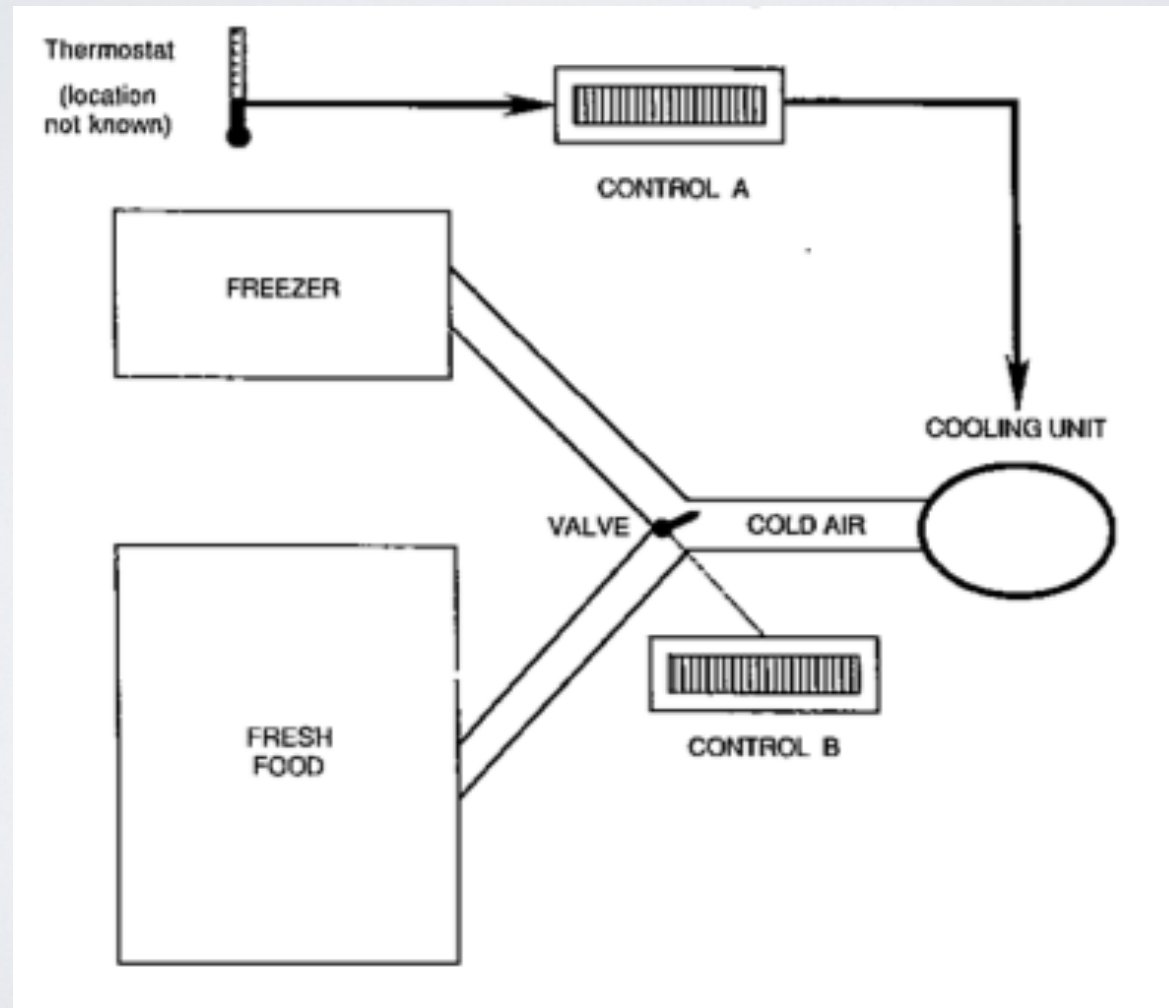 Thermostat
(location
not known)
CONTROL A
FREEZER
COOLING UNIT
VALVE
COLD AIR
FRESH
FOOD
CONTROL B